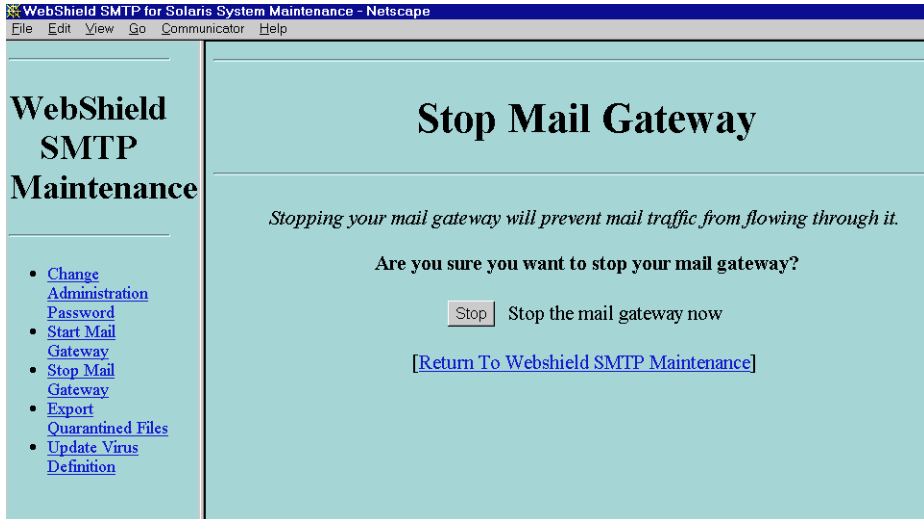 WebShield SMTP for Solaris System Maintenance - Netscape
File Edit View Go Communicator Help
WebShield
SMTP
Maintenance
Change
Administration
Password
Start Mail
Gateway
Stop Mail
Gateway
Export
Quarantined Files
Update Virus
Definition
Stop Mail Gateway
Stopping your mail gateway will prevent mail traffic from flowing through it.
Are you sure you want to stop your mail gateway?
Stop Stop the mail gateway now
[Return To Webshield SMTP Maintenance]